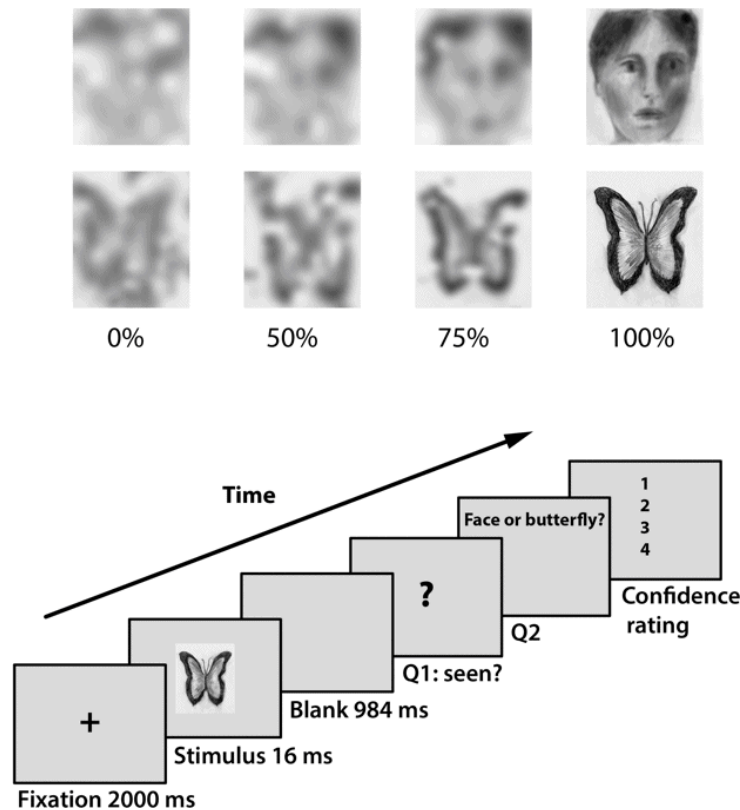 0%
50%
75%
100%
Time
+
Fixation 2000 ms
Stimulus 16 ms
Blank 984 ms
?
Q1: seen?
Face or butterfly?
Q2
1
2
3
4
Confidence
rating